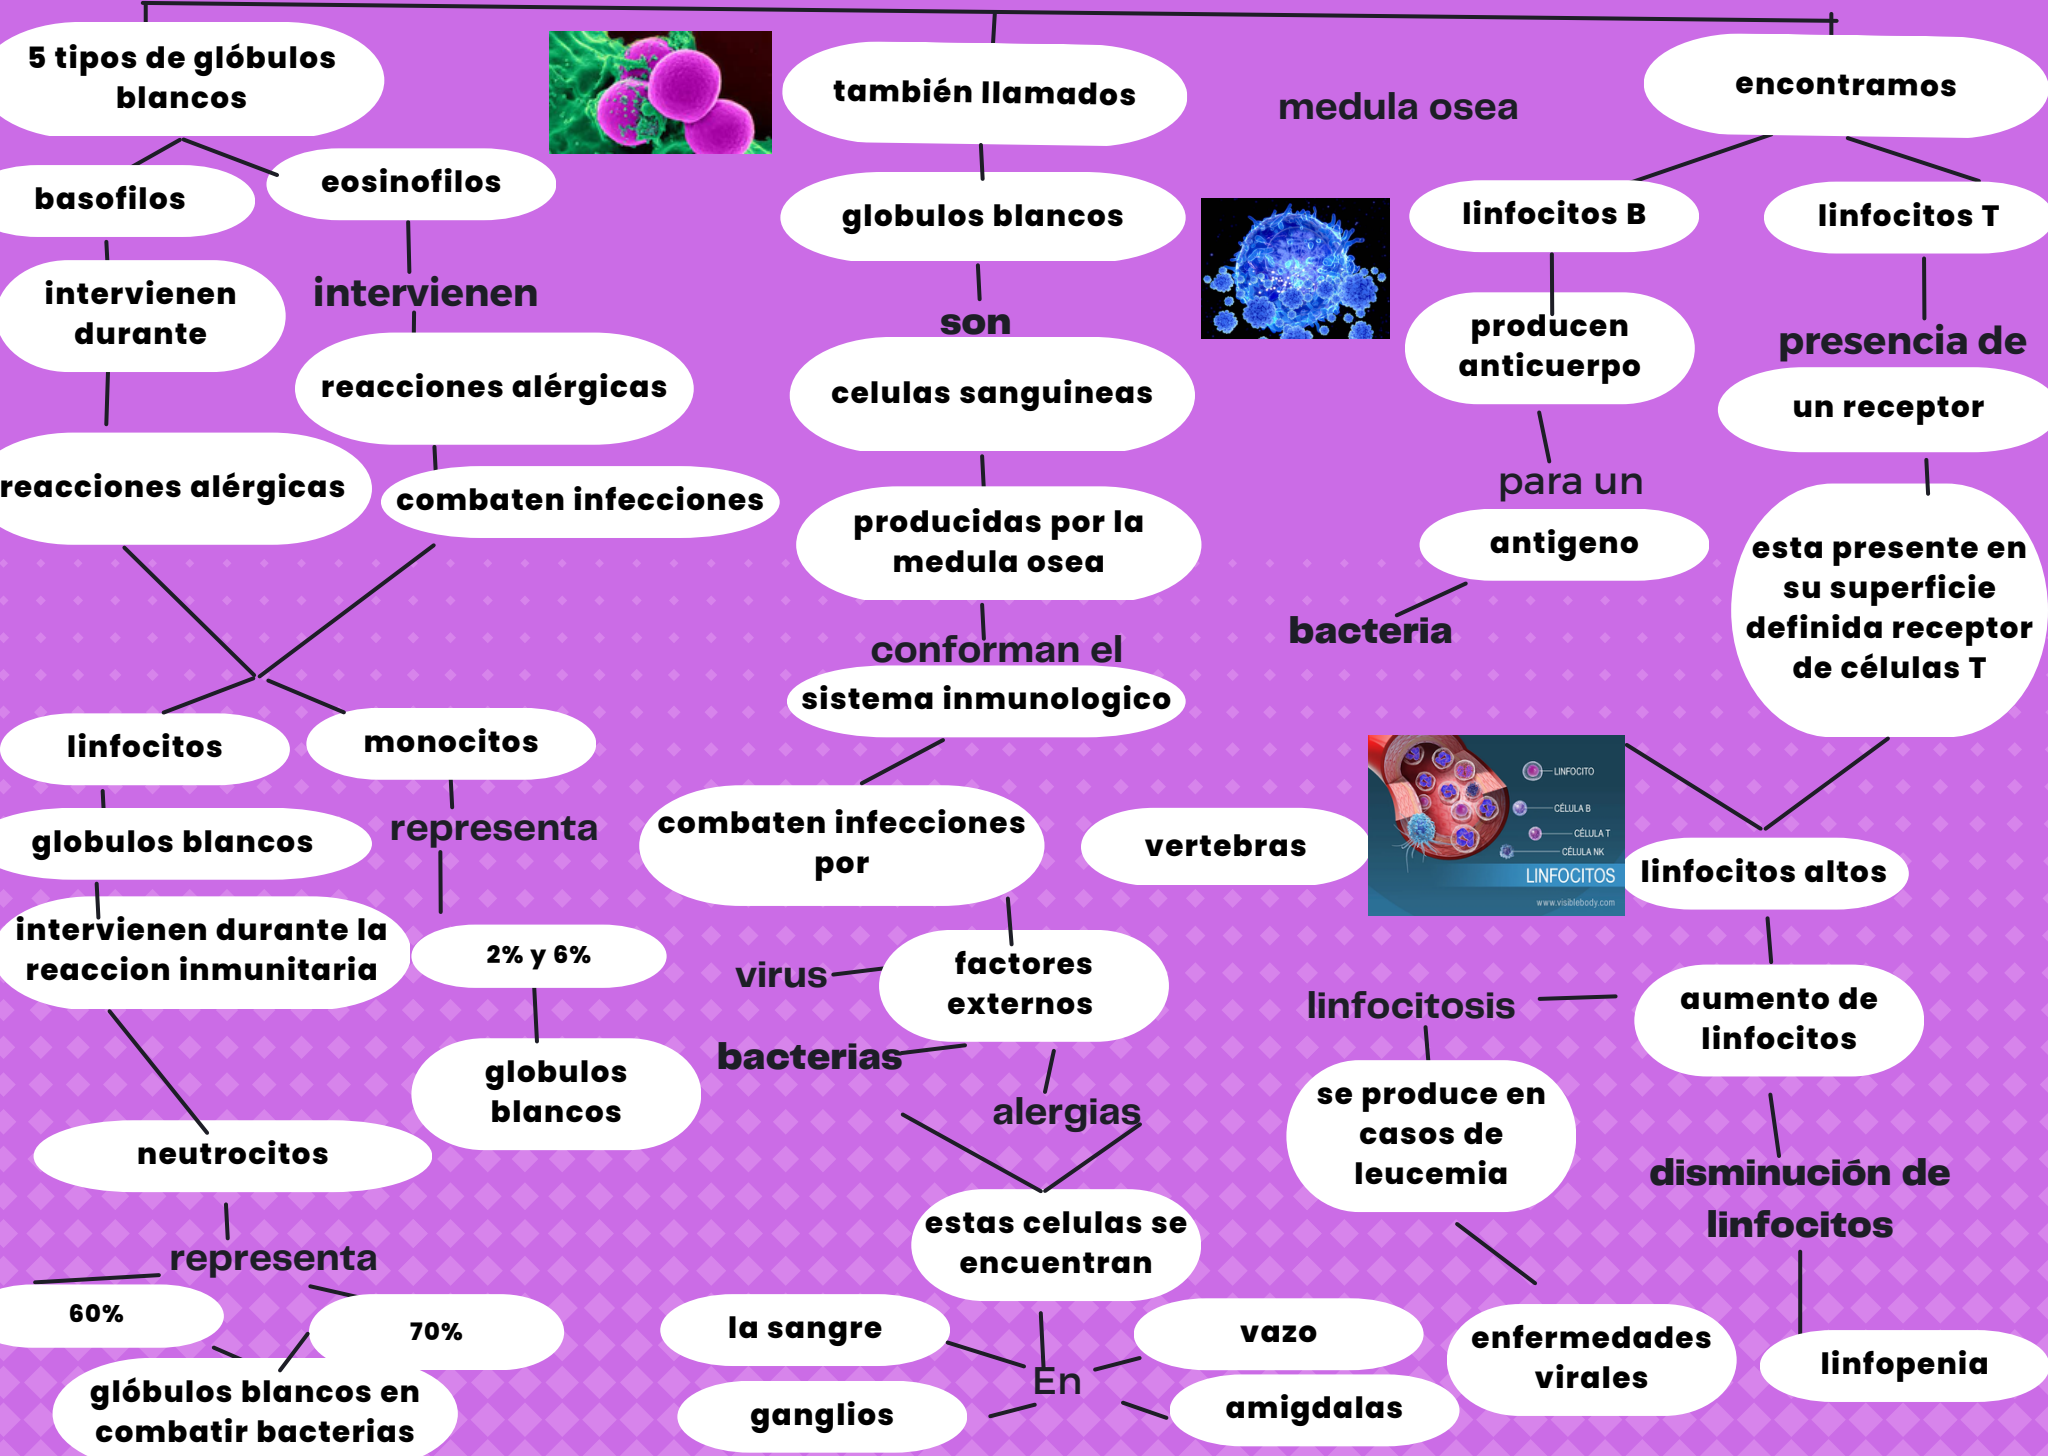 5 tipos de glóbulos
blancos
basofilos
eosinofilos
intervienen
durante
intervienen
reacciones alérgicas
reacciones alérgicas
combaten infecciones
linfocitos
monocitos
globulos blancos
representa
intervienen durante la
reaccion inmunitaria
2% y 6%
globulos
blancos
neutrocitos
representa
60%
70%
glóbulos blancos en
combatir bacterias
también llamados
globulos blancos
son
celulas sanguineas
producidas por la
medula osea
conforman el
sistema inmunologico
combaten infecciones
por
vertebras
factores
externos
virus
bacterias
alergias
estas celulas se
encuentran
la sangre
vazo
En
ganglios
amigdalas
medula osea
encontramos
linfocitos B
linfocitos T
producen
anticuerpo
presencia de
un receptor
para un
antigeno
bacteria
esta presente en
su superficie
definida receptor
de células T
LINFOCITO
CÉLULA B
CÉLULA T
CÉLULA NK
LINFOCITOS
www.visiblebody.com
linfocitos altos
aumento de
linfocitos
linfocitosis
se produce en
casos de
leucemia
disminución de
linfocitos
enfermedades
virales
linfopenia